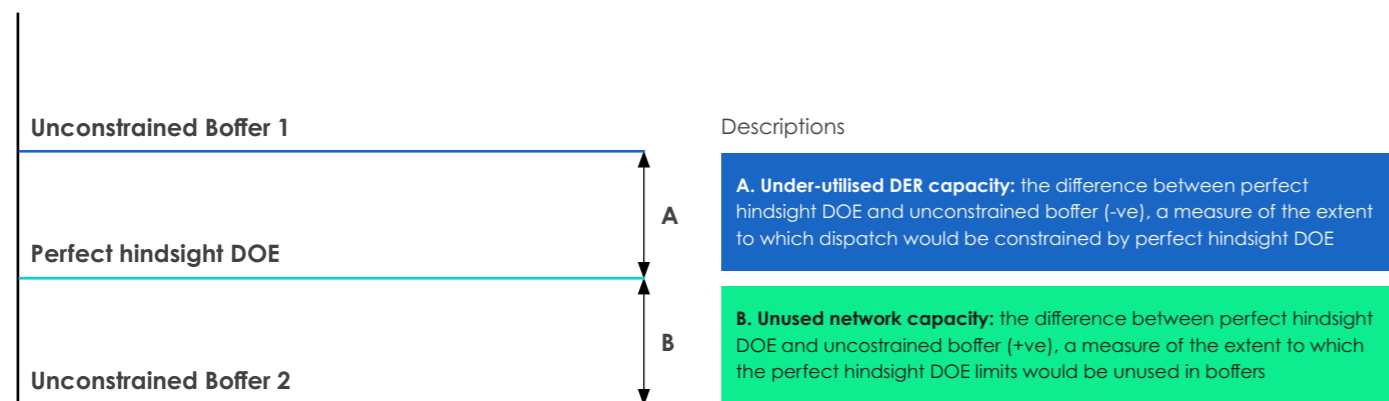 Unconstrained Boffer 1
Perfect hindsight DOE
Unconstrained Boffer 2
A
B
Descriptions
A. Under-utilised DER capacity: the difference between perfect
hindsight DOE and unconstrained boffer (-ve), a measure of the extent
to which dispatch would be constrained by perfect hindsight DOE
B. Unused network capacity: the difference between perfect hindsight
DOE and uncostrained boffer (+ve), a measure of the extent to which
the perfect hindsight DOE limits would be unused in boffers